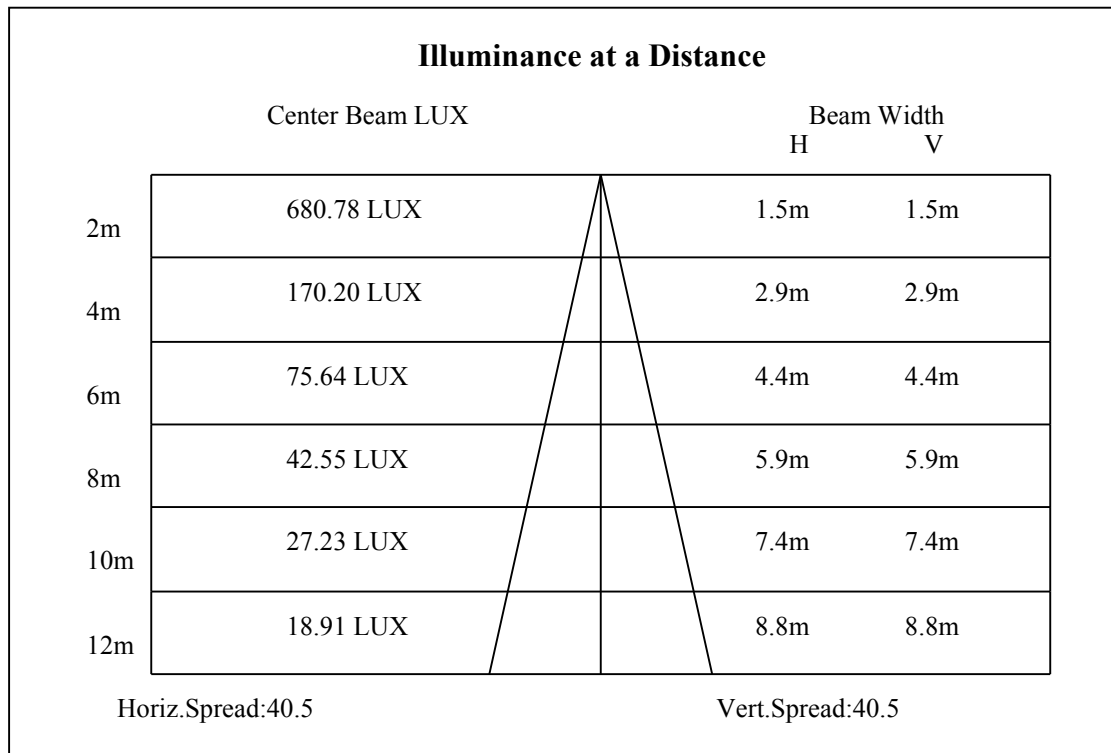 Illuminance at a Distance
Center Beam LUX Beam Width
H V
680.78 LUX 1.5m 1.5m
2m
170.20 LUX 2.9m 2.9m
4m
75.64 LUX 4.4m 4.4m
6m
42.55 LUX 5.9m 5.9m
8m
27.23 LUX 7.4m 7.4m
10m
18.91 LUX 8.8m 8.8m
12m
Horiz.Spread:40.5 Vert.Spread:40.5